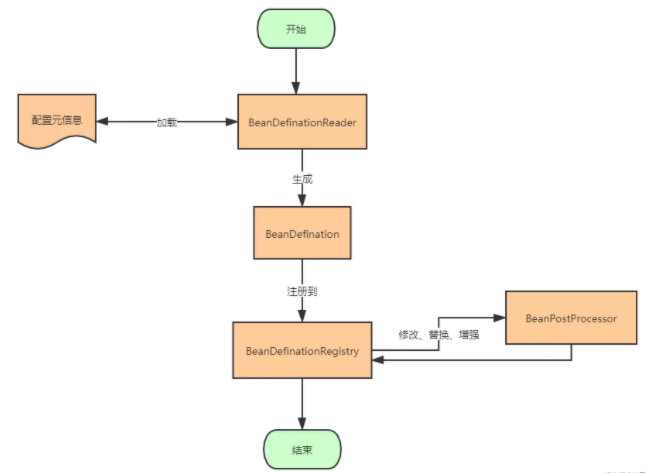 开始
配置元信息
加载
BeanDefinationReader
生成
BeanDefination
注册到
BeanDefinationRegistry
修改、替换、增强
BeanPostProcessor
结束